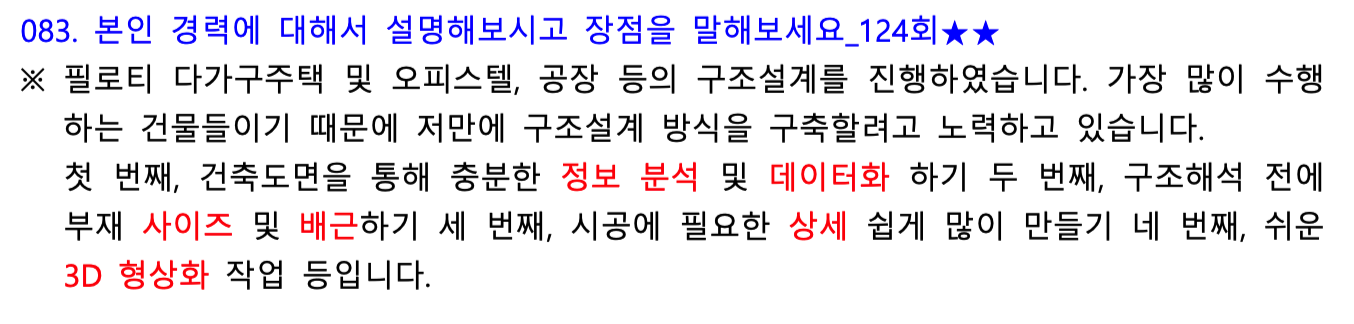 083. 본인 경력에 대해서 설명해보시고 장점을 말해보세요_124회★★
※ 필로티 다가구주택 및 오피스텔, 공장 등의 구조설계를 진행하였습니다. 가장 많이 수행
하는 건물들이기 때문에 저만에 구조설계 방식을 구축할려고 노력하고 있습니다.
첫 번째, 건축도면을 통해 충분한 정보 분석 및 데이터화 하기 두 번째, 구조해석 전에
부재 사이즈 및 배근하기 세 번째, 시공에 필요한 상세 쉽게 많이 만들기 네 번째, 쉬운
3D 형상화 작업 등입니다.